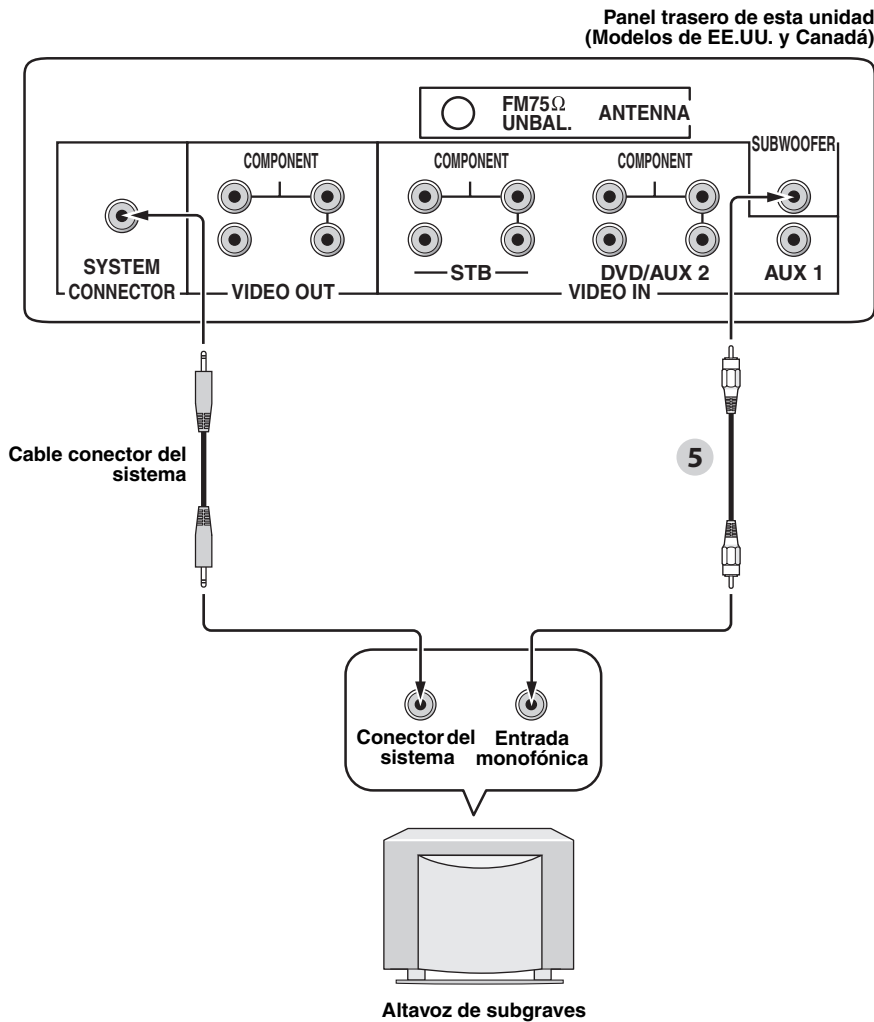 Panel trasero de esta unidad
(Modelos de EE.UU. y Canadá)
FM75Ω
UNBAL.
ANTENNA
SUBWOOFER
COMPONENT
COMPONENT
COMPONENT
SYSTEM
CONNECTOR
VIDEO OUT
STB
DVD/AUX 2
AUX 1
VIDEO IN
Cable conector del
sistema
5
Conector del
sistema
Entrada
monofónica
Altavoz de subgraves